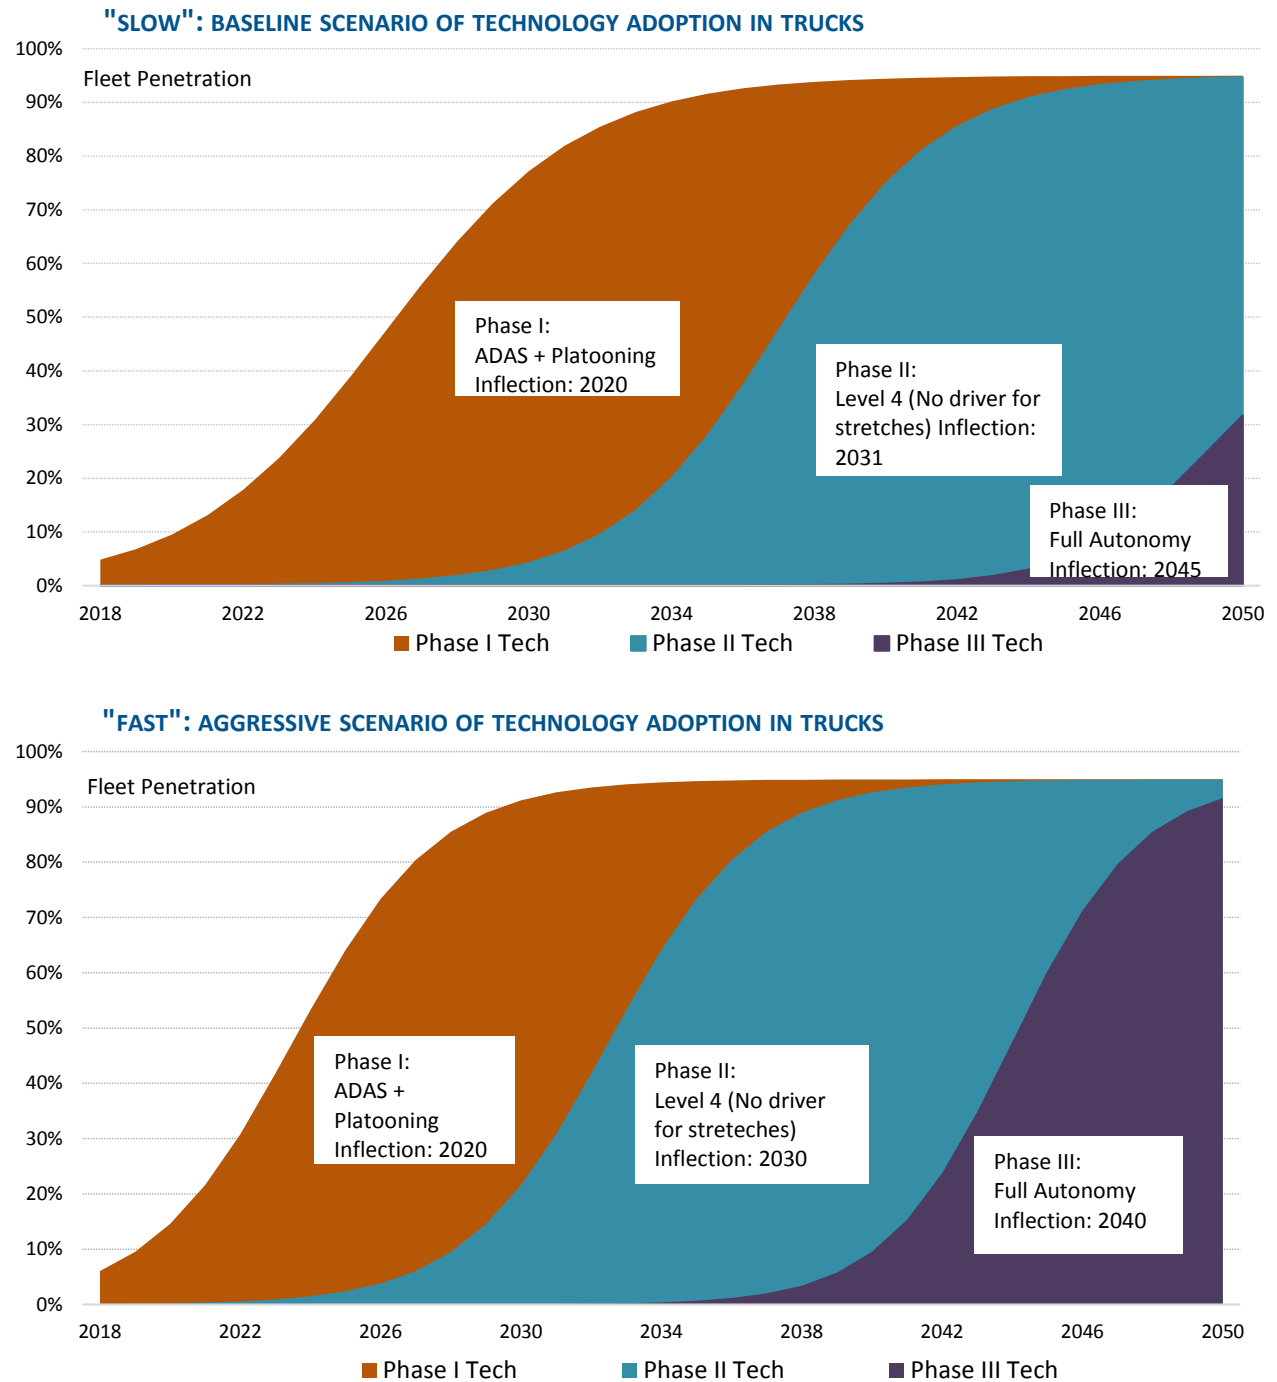 "SLOW": BASELINE SCENARIO OF TECHNOLOGY ADOPTION IN TRUCKS
100%
Fleet Penetration
90%
80%
70%
60%
50%
40%
30%
20%
10%
0%
Phase I:
ADAS + Platooning
Inflection: 2020
Phase II:
Level 4 (No driver for
stretches) Inflection:
2031
Phase III:
Full Autonomy
Inflection: 2045
2018 2022 2026 2030 2034 2038 2042 2046 2050
Phase I Tech Phase II Tech Phase III Tech
"FAST": AGGRESSIVE SCENARIO OF TECHNOLOGY ADOPTION IN TRUCKS
100%
Fleet Penetration
90%
80%
70%
60%
50%
40%
30%
20%
10%
0%
Phase I:
ADAS +
Platooning
Inflection: 2020
Phase II:
Level 4 (No driver
for streteches)
Inflection: 2030
Phase III:
Full Autonomy
Inflection: 2040
2018 2022 2026 2030 2034 2038 2042 2046 2050
Phase I Tech Phase II Tech Phase III Tech